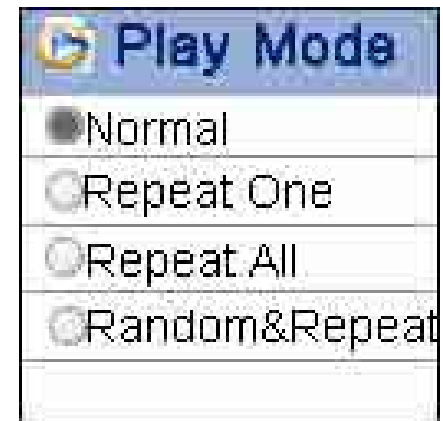 Play Mode
Normal
Repeat One
Repeat All
Random&Repeat